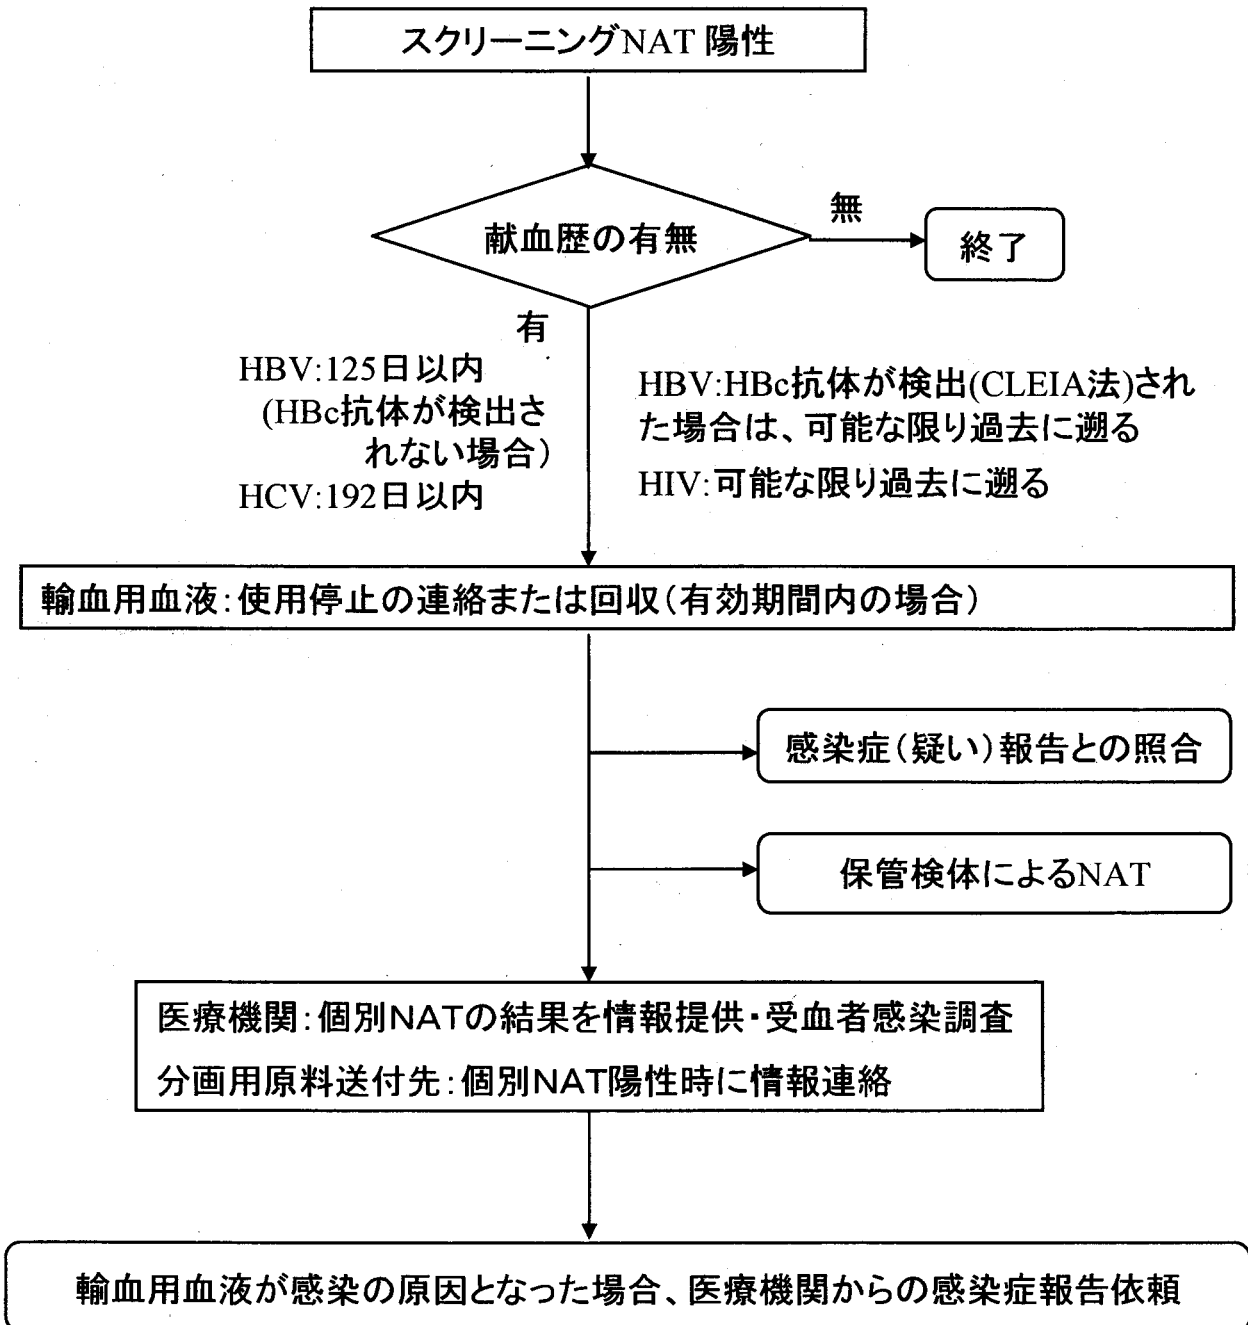 スクリーニングNAT 陽性
献血歴の有無
無
終了
有
HBV:125日以内
(HBc抗体が検出さ
れない場合)
HCV:192日以内
HBV:HBc抗体が検出(CLEIA法)され
た場合は、可能な限り過去に遡る
HIV:可能な限り過去に遡る
輸血用血液:使用停止の連絡または回収(有効期間内の場合)
感染症(疑い)報告との照合
保管検体によるNAT
医療機関:個別NATの結果を情報提供・受血者感染調査
分画用原料送付先:個別NAT陽性時に情報連絡
輸血用血液が感染の原因となった場合、医療機関からの感染症報告依頼